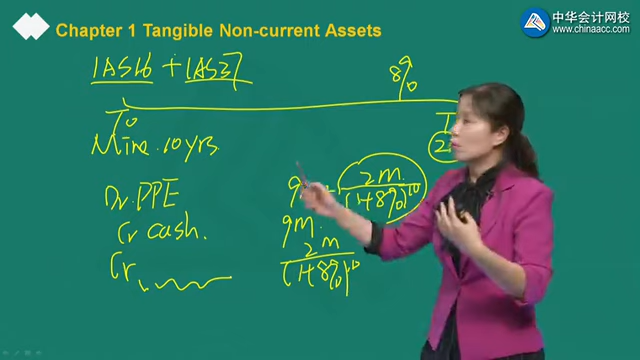 Chapter 1 Tangible Non-current Assets
中华会计网校
www.chinaacc.com
IAS16 + IAS37
8%
T0
Mine. 10yrs
Dr. PPE
9m + 2m/(1+8%)^10
Cr cash. 9m.
Cr 2m/(1+8%)^10